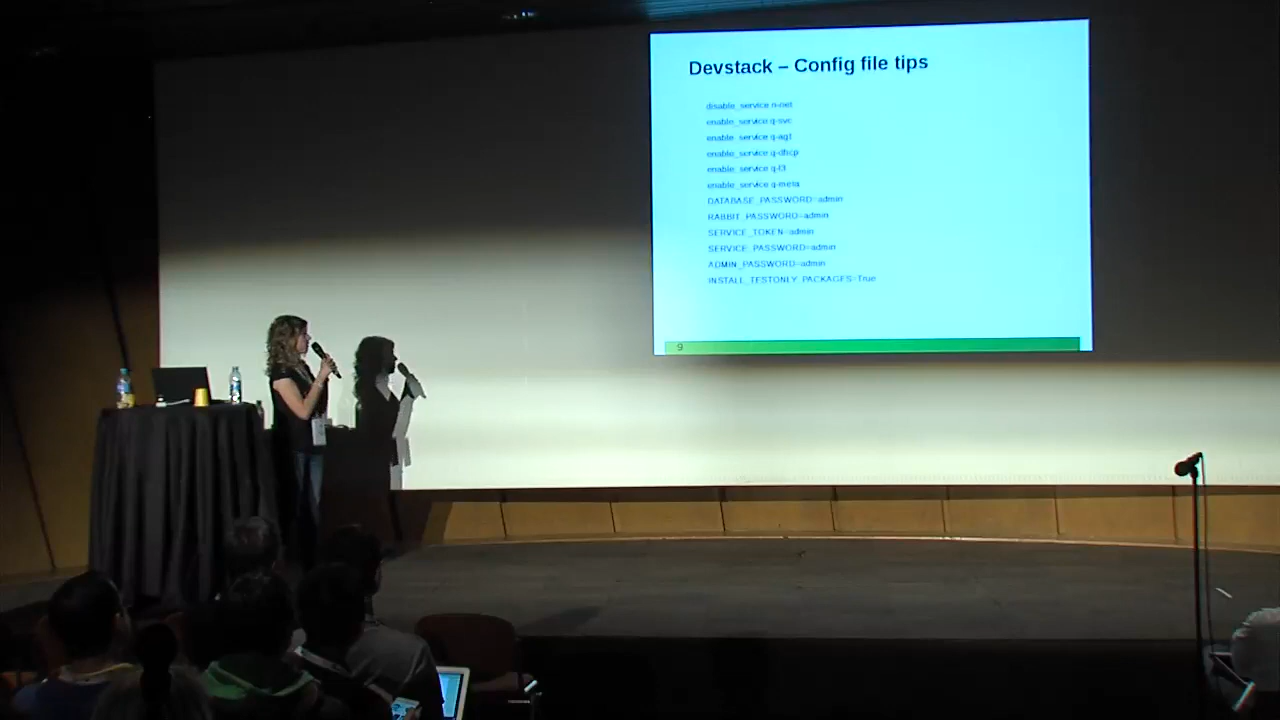 Devstack – Config file tips
disable_service n-net
enable_service q-svc
enable_service q-agt
enable_service q-dhcp
enable_service q-l3
enable_service q-meta
DATABASE_PASSWORD=admin
RABBIT_PASSWORD=admin
SERVICE_TOKEN=admin
SERVICE_PASSWORD=admin
ADMIN_PASSWORD=admin
INSTALL_TESTONLY_PACKAGES=True
9